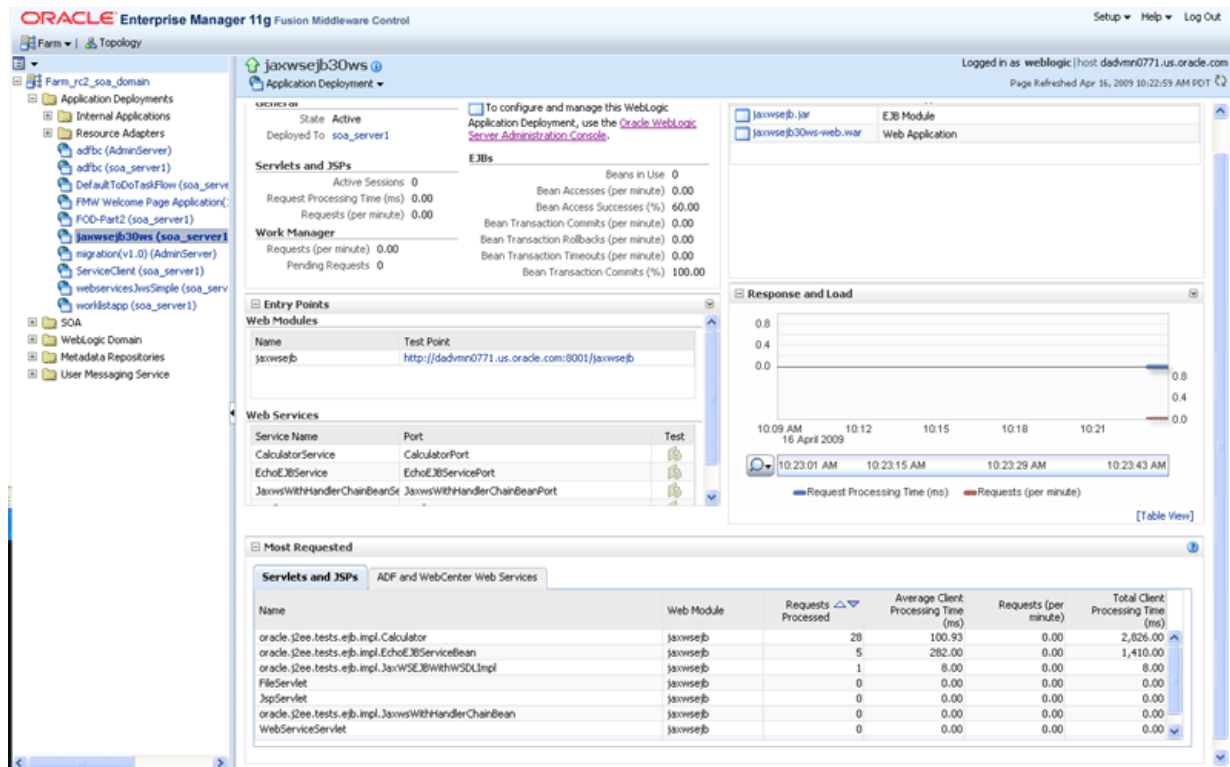 ORACLE Enterprise Manager 11g Fusion Middleware Control
Setup Help Log Out
Farm | Topology
Farm_rc2_soa_domain
Application Deployments
Internal Applications
Resource Adapters
adfbc (AdminServer)
adfbc (soa_server1)
DefaultToDoTaskFlow (soa_serve
FMW Welcome Page Application(
FOD-Part2 (soa_server1)
jaxwsejb30ws (soa_server1
migration(v1.0) (AdminServer)
ServiceClient (soa_server1)
webservicesJwsSimple (soa_serv
worklistapp (soa_server1)
SOA
WebLogic Domain
Metadata Repositories
User Messaging Service
jaxwsejb30ws
Application Deployment
Logged in as weblogic|host dadvmn0771.us.oracle.com
Page Refreshed Apr 16, 2009 10:22:59 AM PDT
General
State Active
Deployed To soa_server1
Servlets and JSPs
Active Sessions 0
Request Processing Time (ms) 0.00
Requests (per minute) 0.00
Work Manager
Requests (per minute) 0.00
Pending Requests 0
To configure and manage this WebLogic
Application Deployment, use the Oracle WebLogic
Server Administration Console.
EJBs
Beans in Use 0
Bean Accesses (per minute) 0.00
Bean Access Successes (%) 60.00
Bean Transaction Commits (per minute) 0.00
Bean Transaction Rollbacks (per minute) 0.00
Bean Transaction Timeouts (per minute) 0.00
Bean Transaction Commits (%) 100.00
jaxwsejb.jar EJB Module
jaxwsejb30ws-web.war Web Application
Entry Points
Web Modules
Name Test Point
jaxwsejb http://dadvmn0771.us.oracle.com:8001/jaxwsejb
Web Services
Service Name Port Test
CalculatorService CalculatorPort
EchoEJBService EchoEJBServicePort
JaxwsWithHandlerChainBeanSe JaxwsWithHandlerChainBeanPort
Response and Load
0.8
0.4
0.0
0.8
0.4
0.0
10:09 AM 10:12 10:15 10:18 10:21
16 April 2009
10:23:01 AM 10:23:15 AM 10:23:29 AM 10:23:43 AM
Request Processing Time (ms) Requests (per minute)
[Table View]
Most Requested
Servlets and JSPs ADF and WebCenter Web Services
Name Web Module Requests Processed Average Client Processing Time (ms) Requests (per minute) Total Client Processing Time (ms)
oracle.j2ee.tests.ejb.impl.Calculator jaxwsejb 28 100.93 0.00 2,826.00
oracle.j2ee.tests.ejb.impl.EchoEJBServiceBean jaxwsejb 5 282.00 0.00 1,410.00
oracle.j2ee.tests.ejb.impl.JaxWSEJBWithWSDLImpl jaxwsejb 1 8.00 0.00 8.00
FileServlet jaxwsejb 0 0.00 0.00 0.00
JspServlet jaxwsejb 0 0.00 0.00 0.00
oracle.j2ee.tests.ejb.impl.JaxwsWithHandlerChainBean jaxwsejb 0 0.00 0.00 0.00
WebServiceServlet jaxwsejb 0 0.00 0.00 0.00